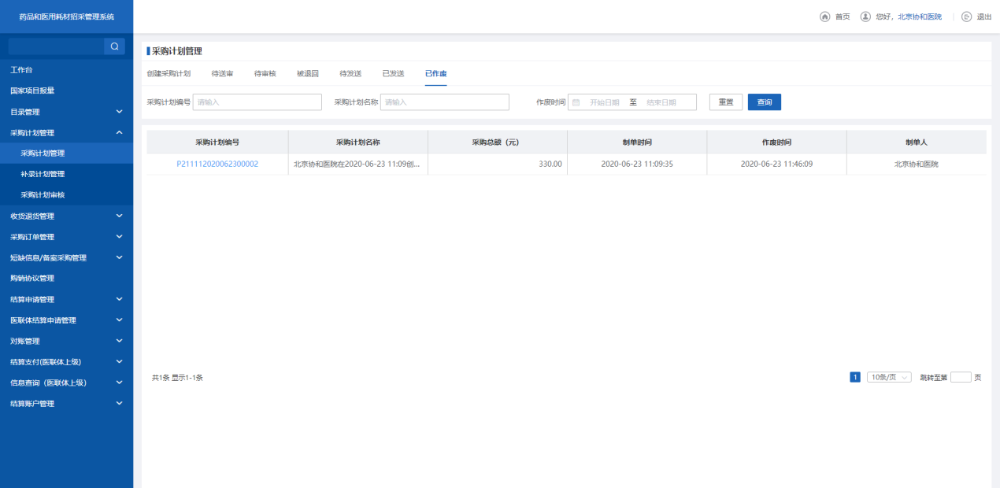 药品和医用耗材招采管理系统
首页 您好，北京协和医院 退出
工作台
国家项目报量
目录管理
采购计划管理
采购计划管理
补录计划管理
采购计划审核
收货退货管理
采购订单管理
短缺信息/备案采购管理
购销协议管理
结算申请管理
医联体结算申请管理
对账管理
结算支付(医联体上级)
信息查询（医联体上级）
结算账户管理
采购计划管理
创建采购计划 待送审 待审核 被退回 待发送 已发送 已作废
采购计划编号 请输入 采购计划名称 请输入 作废时间 开始日期 至 结束日期 重置 查询
采购计划编号 采购计划名称 采购总额（元） 制单时间 作废时间 制单人
P211112020062300002 北京协和医院在2020-06-23 11:09创... 330.00 2020-06-23 11:09:35 2020-06-23 11:46:09 北京协和医院
共1条 显示1-1条 1 10条/页 跳转至第 页